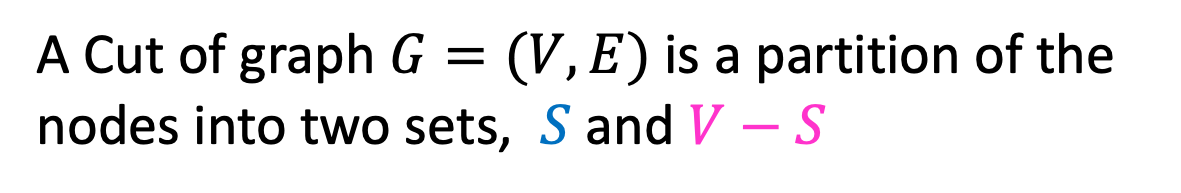 A Cut of graph G = (V, E) is a partition of the
nodes into two sets, S and V − S